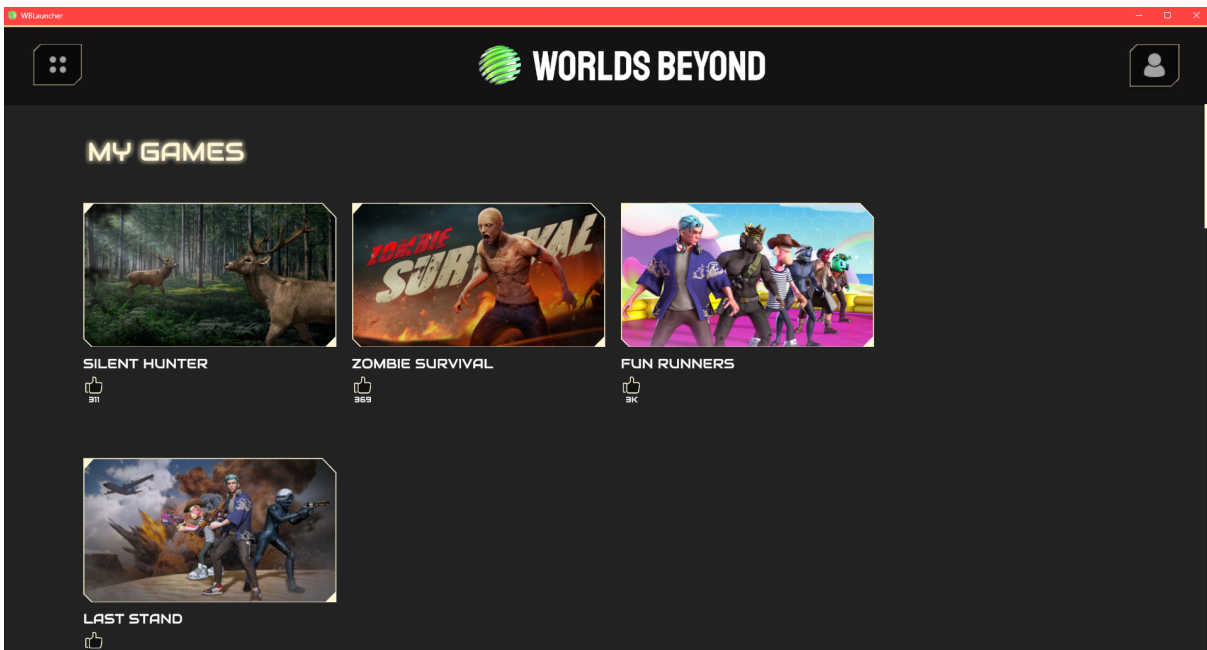 WBLauncher
WORLDS BEYOND
MY GAMES
ZOMBIE
SURVIVAL
SILENT HUNTER
311
ZOMBIE SURVIVAL
369
FUN RUNNERS
3K
LAST STAND